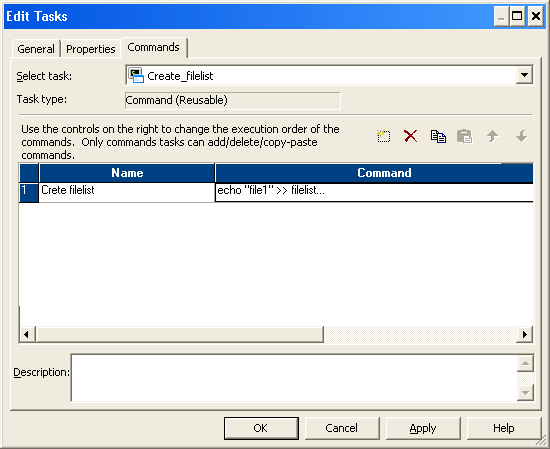 Edit Tasks
General Properties Commands
Select task: Create_filelist
Task type: Command (Reusable)
Use the controls on the right to change the execution order of the
commands. Only commands tasks can add/delete/copy-paste
commands.
Name Command
1 Crete filelist echo "file1" >> filelist...
Description:
OK Cancel Apply Help